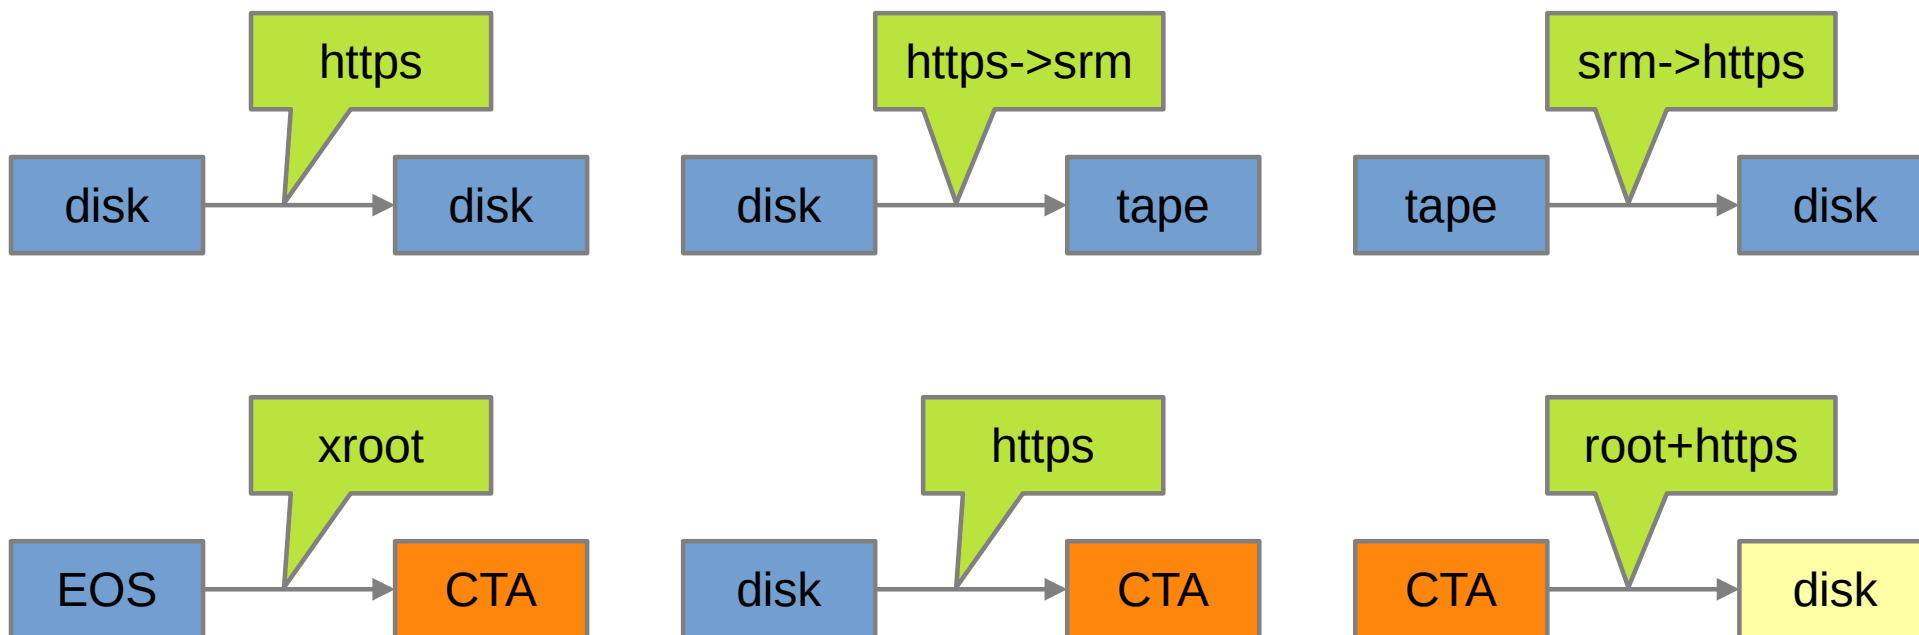 https
https->srm
srm->https
disk
disk
disk
tape
tape
disk
xroot
https
root+https
EOS
CTA
disk
CTA
CTA
disk